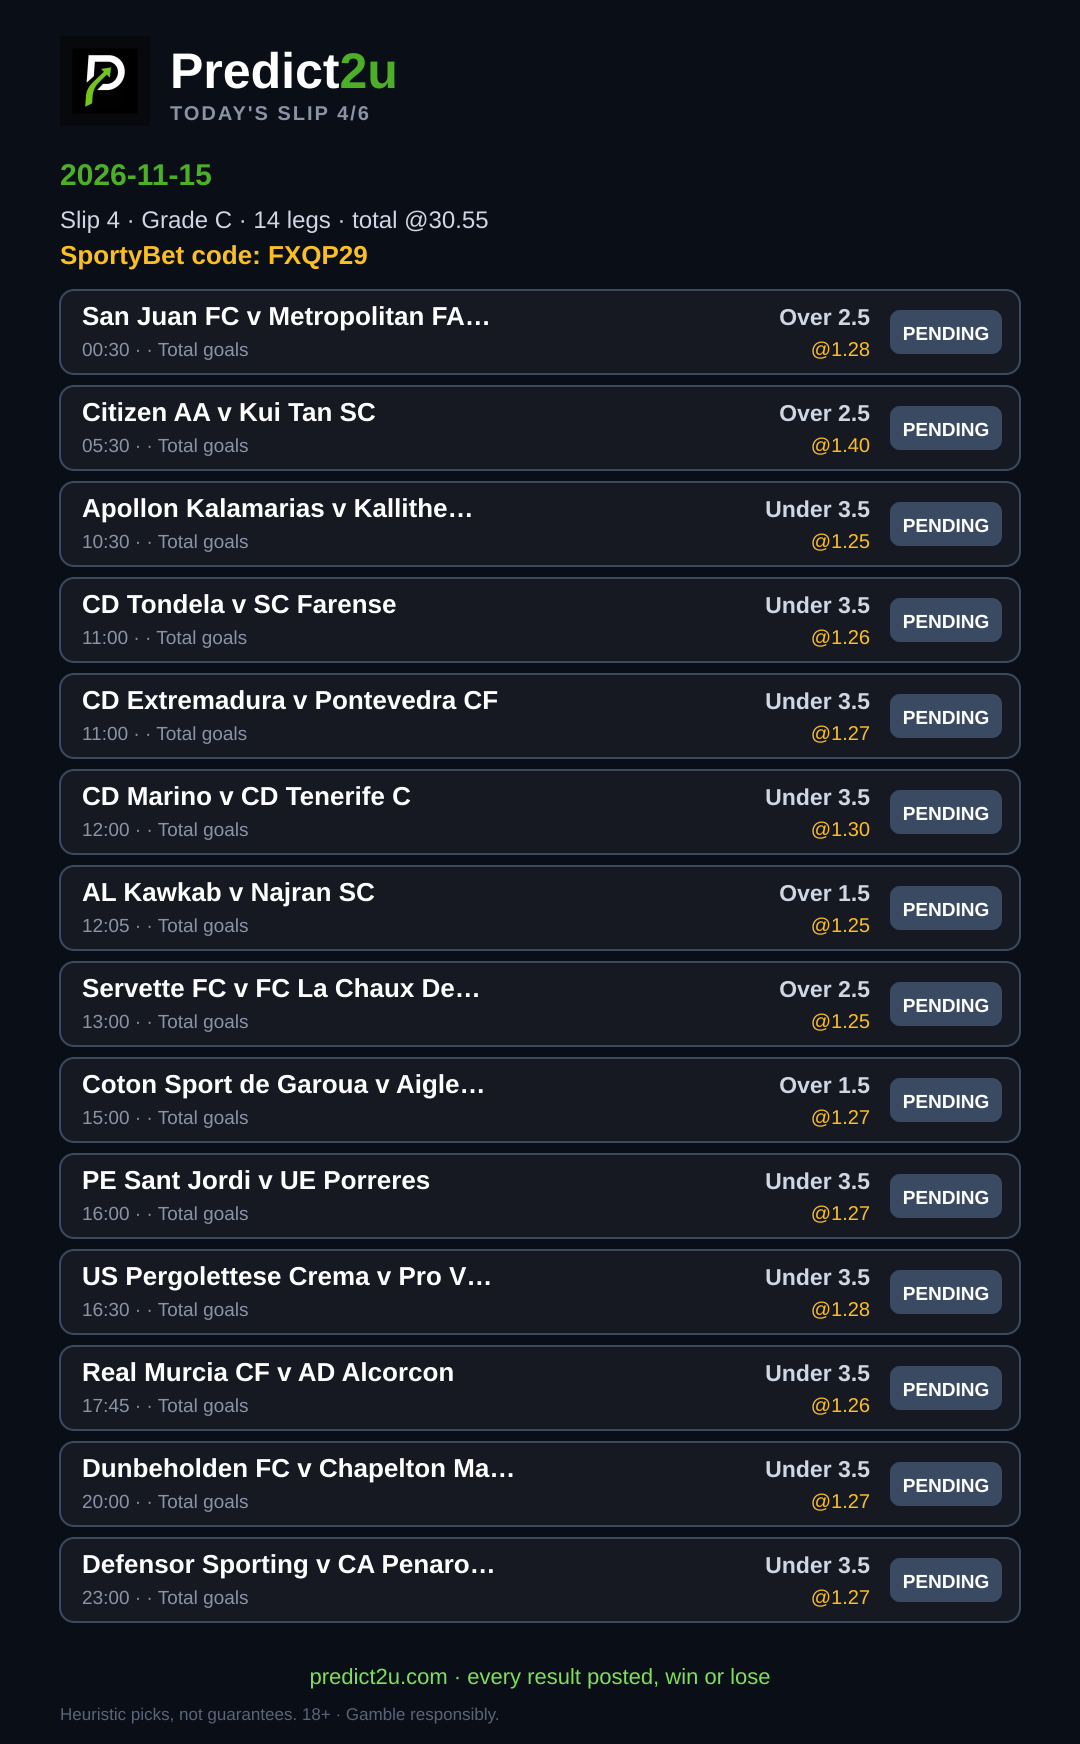 Predict2u
TODAY'S SLIP 4/6
2026-11-15
Slip 4 · Grade C · 14 legs · total @30.55
SportyBet code: FXQP29
San Juan FC v Metropolitan FA…
Over 2.5
PENDING
00:30 · · Total goals
@1.28
Citizen AA v Kui Tan SC
Over 2.5
PENDING
05:30 · · Total goals
@1.40
Apollon Kalamarias v Kallithe…
Under 3.5
PENDING
10:30 · · Total goals
@1.25
CD Tondela v SC Farense
Under 3.5
PENDING
11:00 · · Total goals
@1.26
CD Extremadura v Pontevedra CF
Under 3.5
PENDING
11:00 · · Total goals
@1.27
CD Marino v CD Tenerife C
Under 3.5
PENDING
12:00 · · Total goals
@1.30
AL Kawkab v Najran SC
Over 1.5
PENDING
12:05 · · Total goals
@1.25
Servette FC v FC La Chaux De…
Over 2.5
PENDING
13:00 · · Total goals
@1.25
Coton Sport de Garoua v Aigle…
Over 1.5
PENDING
15:00 · · Total goals
@1.27
PE Sant Jordi v UE Porreres
Under 3.5
PENDING
16:00 · · Total goals
@1.27
US Pergolettese Crema v Pro V…
Under 3.5
PENDING
16:30 · · Total goals
@1.28
Real Murcia CF v AD Alcorcon
Under 3.5
PENDING
17:45 · · Total goals
@1.26
Dunbeholden FC v Chapelton Ma…
Under 3.5
PENDING
20:00 · · Total goals
@1.27
Defensor Sporting v CA Penaro…
Under 3.5
PENDING
23:00 · · Total goals
@1.27
predict2u.com · every result posted, win or lose
Heuristic picks, not guarantees. 18+ · Gamble responsibly.